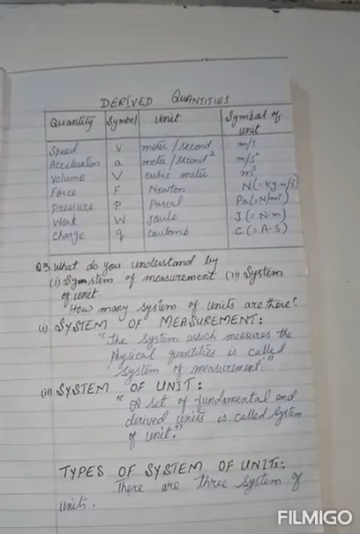 DERIVED QUANTITIES
Quantity Symbol Unit Symbol of unit
Speed V meter/second m/s
Acceleration a meter/second² m/s²
Volume V cubic meter m³
Force F Newton N(=kg.m/s²
Pressure P Pascal Pa(=N/m²)
Work W Joule J(=N.m)
Charge q coulomb C(=A.S)
Q3 What do you understand by
(i) System of measurement (ii) System
of unit.
How many system of units are there?
(i) SYSTEM OF MEASUREMENT:
"The system which measures the
physical quantities is called
system of measurement."
(ii) SYSTEM OF UNIT:
"A set of fundamental and
derived units is called System
of unit."
TYPES OF SYSTEM OF UNITS:
There are three system of
units.
FILMIGO